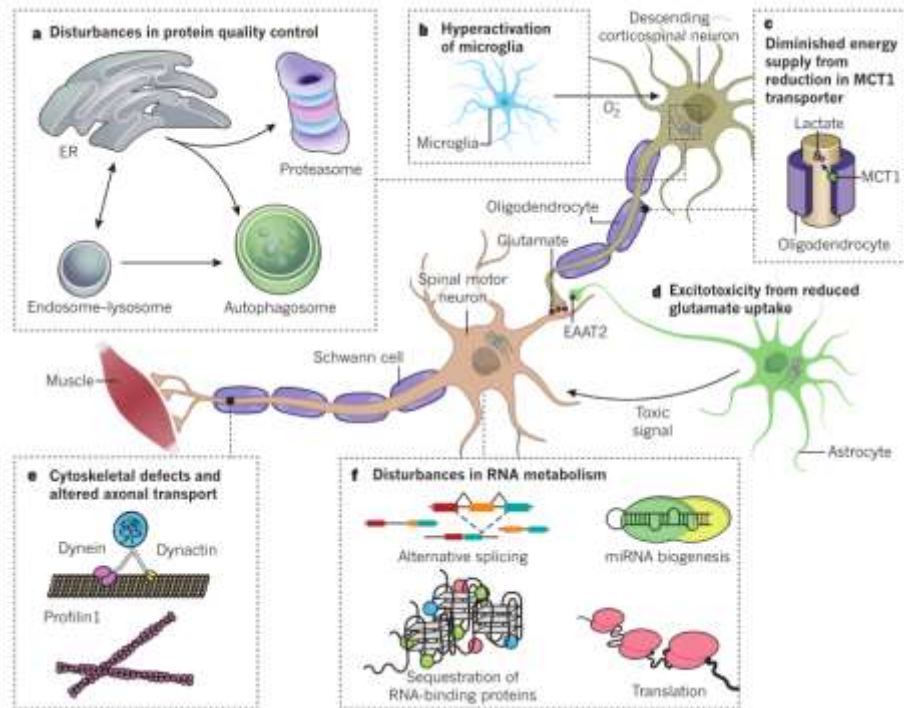 a Disturbances in protein quality control
ER
Proteasome
Endosome–lysosome
Autophagosome
b Hyperactivation
of microglia
Microglia
O₂⁻
Descending
corticospinal neuron
c
Diminished energy
supply from
reduction in MCT1
transporter
Lactate
MCT1
Oligodendrocyte
Oligodendrocyte
Glutamate
Spinal motor
neuron
EAAT2
d Excitotoxicity from reduced
glutamate uptake
Schwann cell
Muscle
Toxic
signal
Astrocyte
e Cytoskeletal defects and
altered axonal transport
Dynein
Dynactin
Profilin1
f Disturbances in RNA metabolism
Alternative splicing
miRNA biogenesis
Sequestration of
RNA-binding proteins
Translation